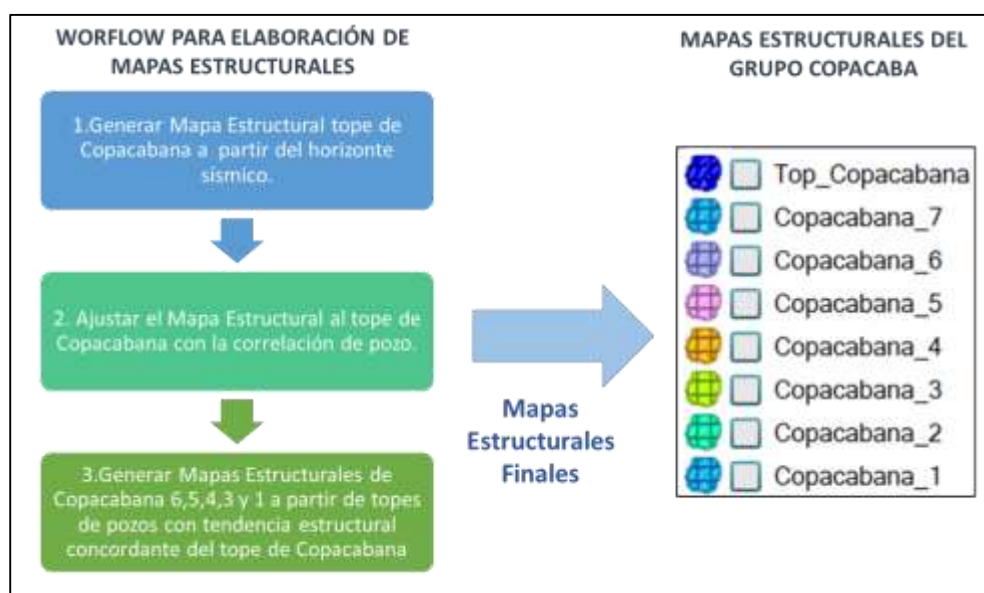 WORFLOW PARA ELABORACIÓN DE
MAPAS ESTRUCTURALES
1.Generar Mapa Estructural tope de
Copacabana a partir del horizonte
sísmico.
2. Ajustar el Mapa Estructural al tope de
Copacabana con la correlación de pozo.
3.Generar Mapas Estructurales de
Copacabana 6,5,4,3 y 1 a partir de topes
de pozos con tendencia estructural
concordante del tope de Copacabana
Mapas
Estructurales
Finales
MAPAS ESTRUCTURALES DEL
GRUPO COPACABA
Top_Copacabana
Copacabana_7
Copacabana_6
Copacabana_5
Copacabana_4
Copacabana_3
Copacabana_2
Copacabana_1